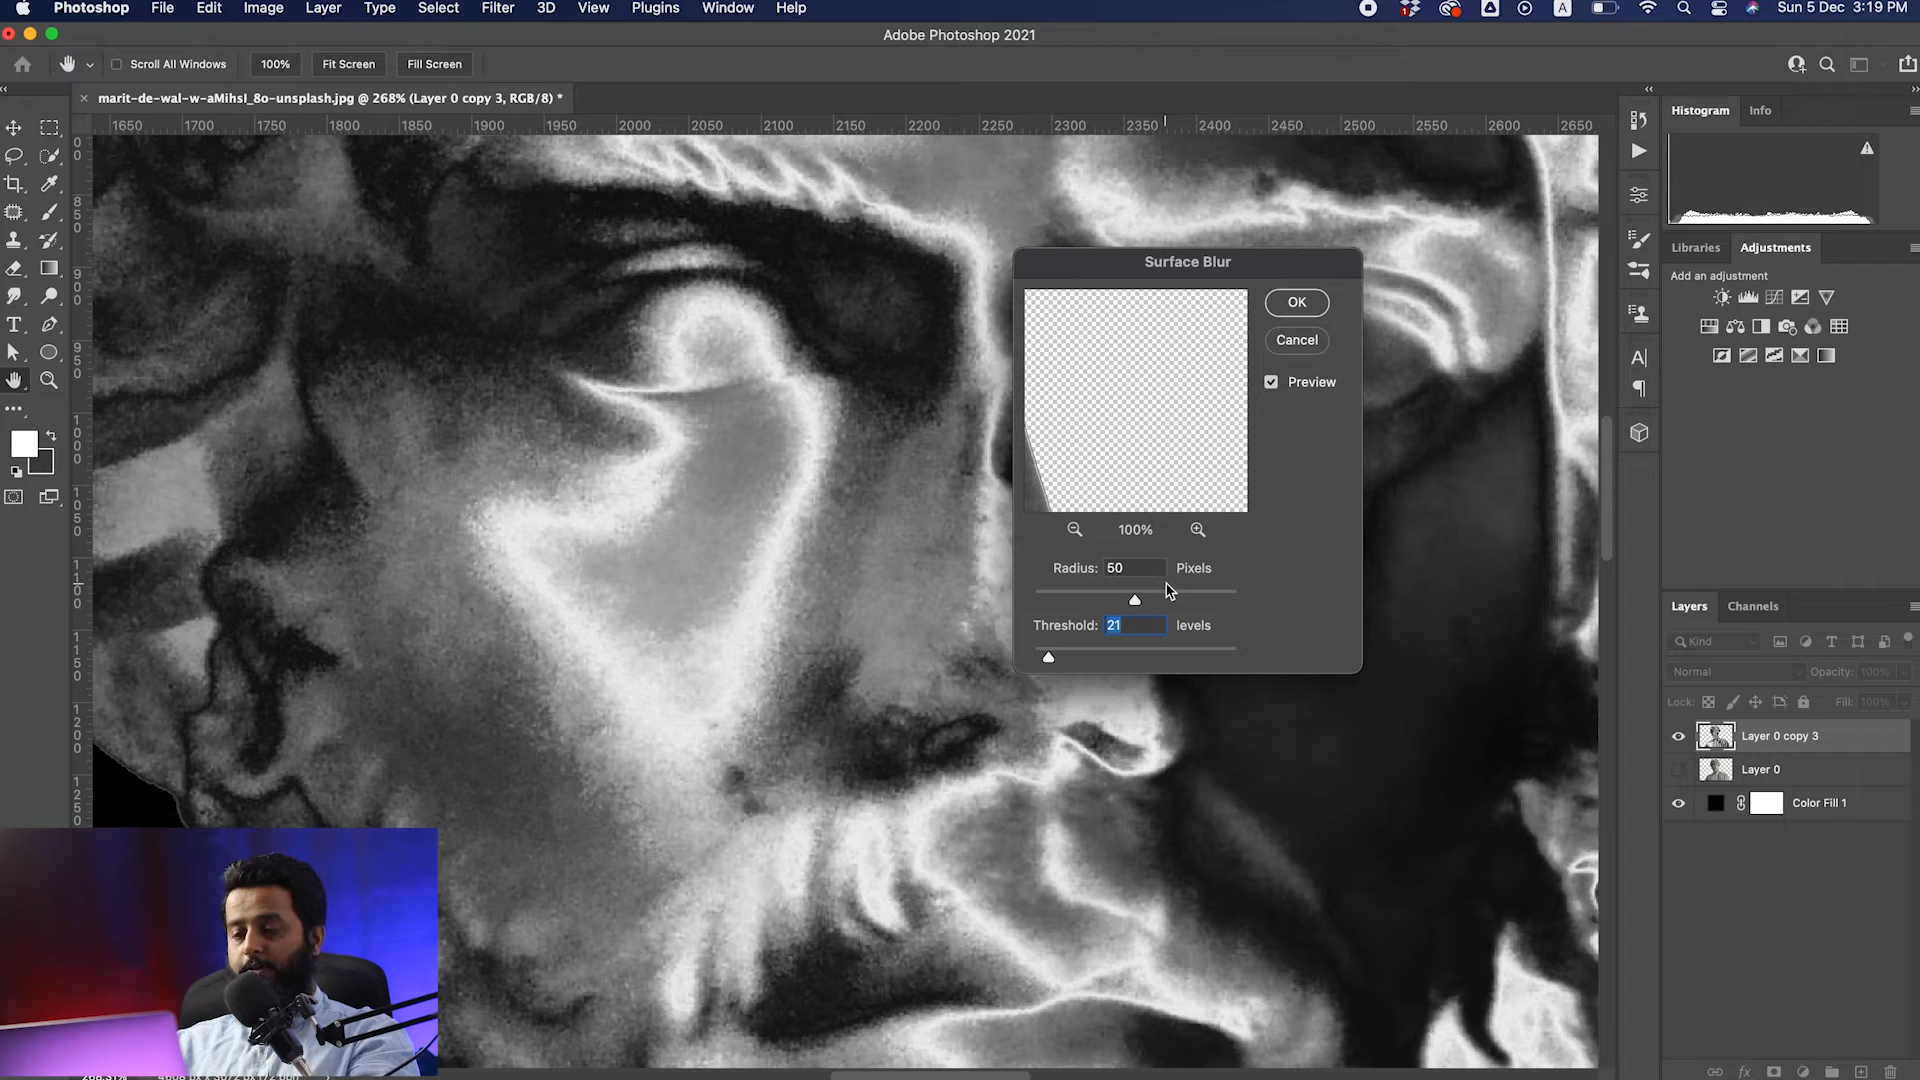 Photoshop File Edit Image Layer Type Select Filter 3D View Plugins Window Help
A Sun 5 Dec 3:19 PM
Adobe Photoshop 2021
Scroll All Windows 100% Fit Screen Fill Screen
marit-de-wal-w-aMihsl_8o-unsplash.jpg @ 268% (Layer 0 copy 3, RGB/8) *
1650 1700 1750 1800 1850 1900 1950 2000 2050 2100 2150 2200 2250 2300 2350 2400 2450 2500 2550 2600 2650
Histogram Info
Libraries Adjustments
Add an adjustment
Surface Blur
OK
Cancel
Preview
100%
Radius: 50 Pixels
Threshold: 21 levels
Layers Channels
Kind
Normal Opacity: 100%
Lock: Fill: 100%
Layer 0 copy 3
Layer 0
Color Fill 1